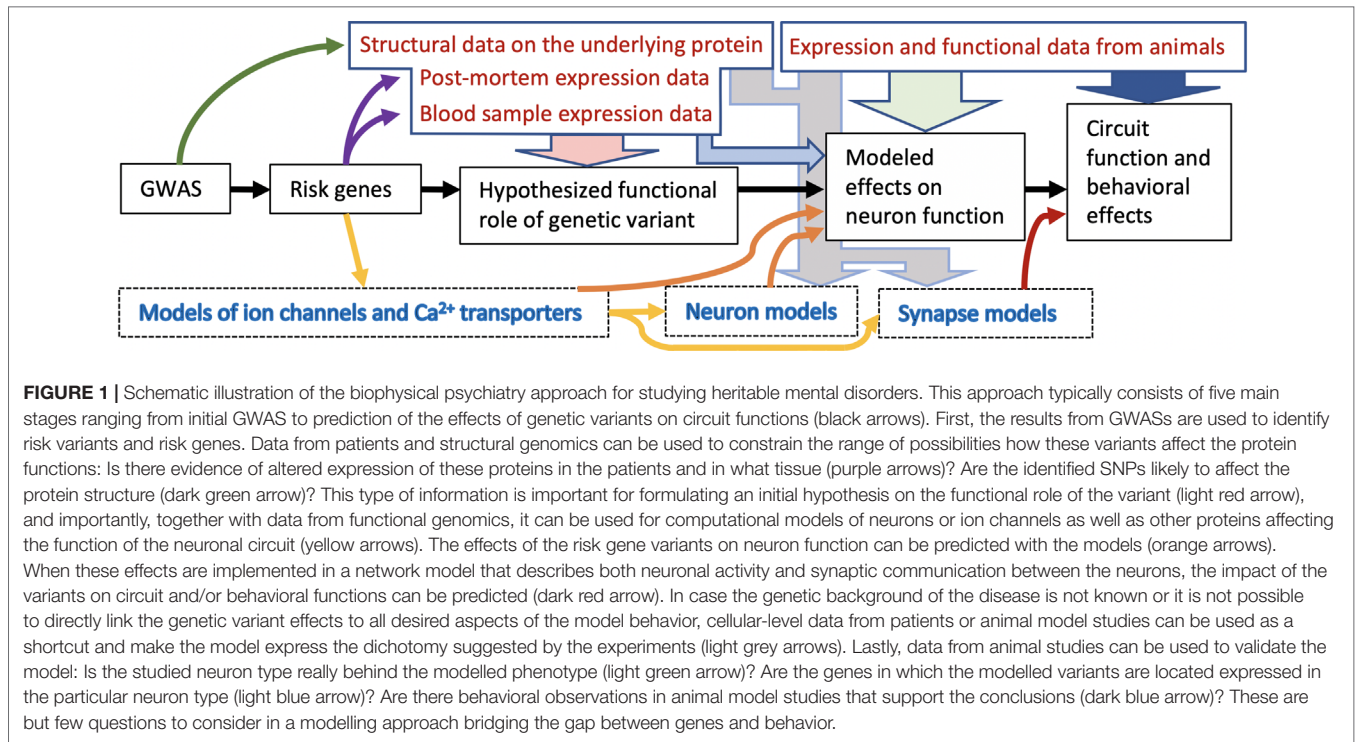 Structural data on the underlying protein
Post-mortem expression data
Blood sample expression data
Expression and functional data from animals
GWAS
Risk genes
Hypothesized functional
role of genetic variant
Modeled
effects on
neuron function
Circuit
function and
behavioral
effects
Models of ion channels and Ca²⁺ transporters
Neuron models
Synapse models
FIGURE 1 | Schematic illustration of the biophysical psychiatry approach for studying heritable mental disorders. This approach typically consists of five main
stages ranging from initial GWAS to prediction of the effects of genetic variants on circuit functions (black arrows). First, the results from GWASs are used to identify
risk variants and risk genes. Data from patients and structural genomics can be used to constrain the range of possibilities how these variants affect the protein
functions: Is there evidence of altered expression of these proteins in the patients and in what tissue (purple arrows)? Are the identified SNPs likely to affect the
protein structure (dark green arrow)? This type of information is important for formulating an initial hypothesis on the functional role of the variant (light red arrow),
and importantly, together with data from functional genomics, it can be used for computational models of neurons or ion channels as well as other proteins affecting
the function of the neuronal circuit (yellow arrows). The effects of the risk gene variants on neuron function can be predicted with the models (orange arrows).
When these effects are implemented in a network model that describes both neuronal activity and synaptic communication between the neurons, the impact of the
variants on circuit and/or behavioral functions can be predicted (dark red arrow). In case the genetic background of the disease is not known or it is not possible
to directly link the genetic variant effects to all desired aspects of the model behavior, cellular-level data from patients or animal model studies can be used as a
shortcut and make the model express the dichotomy suggested by the experiments (light grey arrows). Lastly, data from animal studies can be used to validate the
model: Is the studied neuron type really behind the modelled phenotype (light green arrow)? Are the genes in which the modelled variants are located expressed in
the particular neuron type (light blue arrow)? Are there behavioral observations in animal model studies that support the conclusions (dark blue arrow)? These are
but few questions to consider in a modelling approach bridging the gap between genes and behavior.